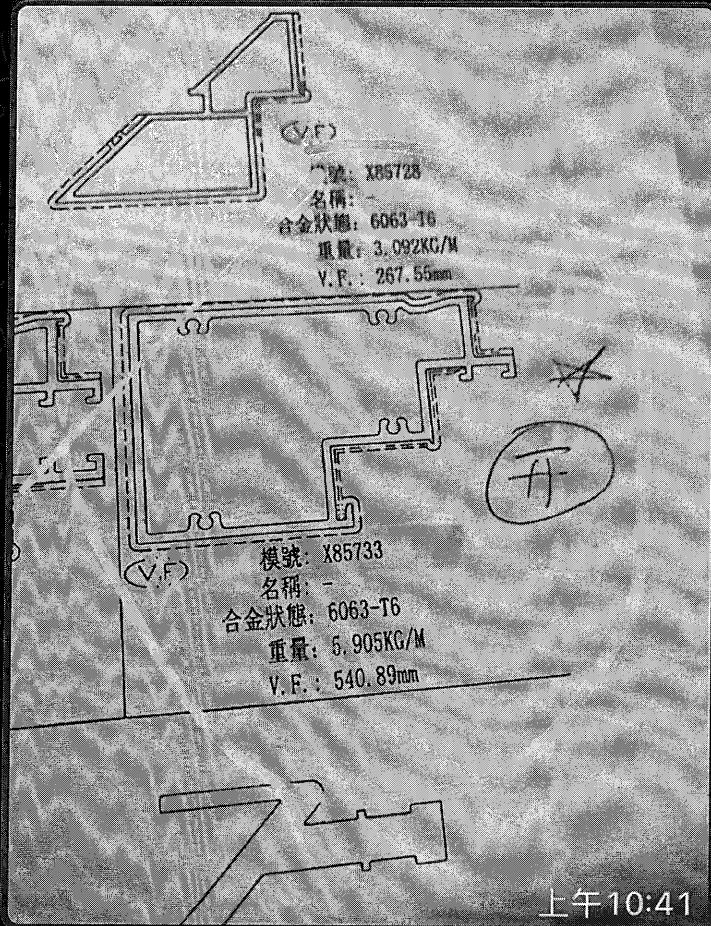 (V.F)
模號: X85728
名稱: -
合金狀態: 6063-T6
重量: 3.092KG/M
V.F.: 267.55mm
开
(V.F)
模號: X85733
名稱: -
合金狀態: 6063-T6
重量: 5.905KG/M
V.F.: 540.89mm
上午10:41